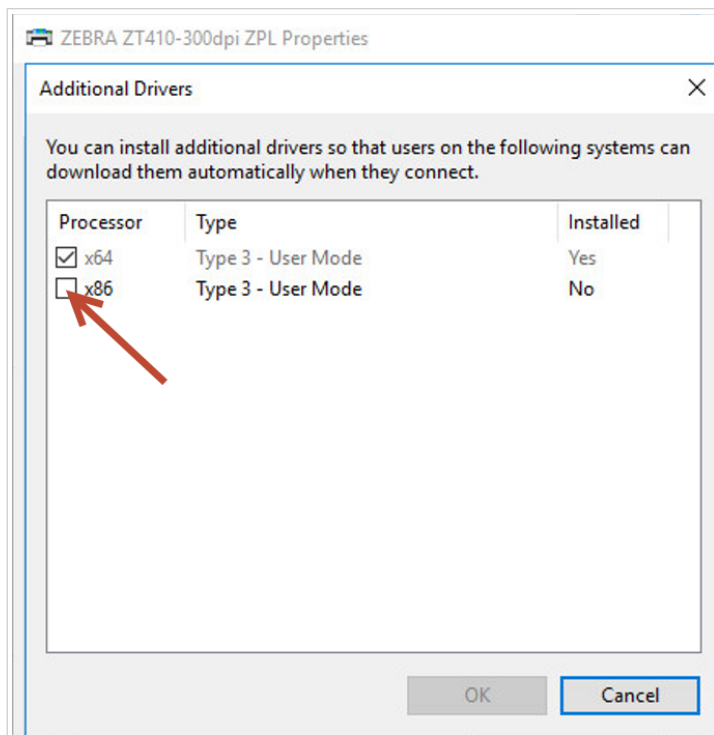 ZEBRA ZT410-300dpi ZPL Properties
Additional Drivers
You can install additional drivers so that users on the following systems can
download them automatically when they connect.
Processor Type Installed
x64 Type 3 - User Mode Yes
x86 Type 3 - User Mode No
OK Cancel